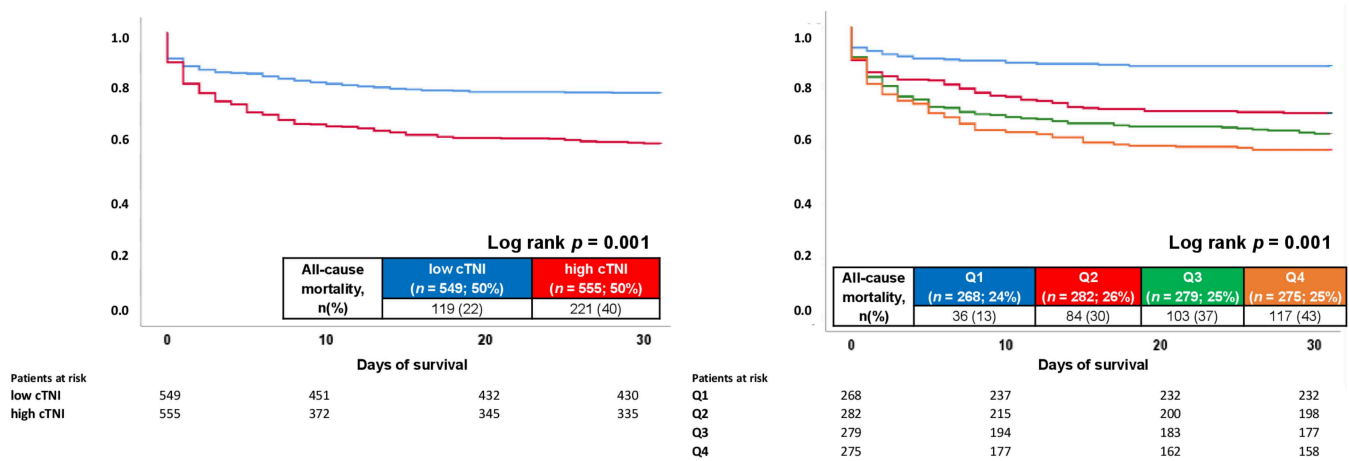 1.0
0.8
0.6
0.4
0.2
0.0
Log rank p = 0.001
All-cause mortality, n(%)
low cTNI
(n = 549; 50%)
high cTNI
(n = 555; 50%)
119 (22)
221 (40)
0 10 20 30
Days of survival
Patients at risk
low cTNI 549 451 432 430
high cTNI 555 372 345 335
1.0
0.8
0.6
0.4
0.2
0.0
Log rank p = 0.001
All-cause mortality, n(%)
Q1
(n = 268; 24%)
Q2
(n = 282; 26%)
Q3
(n = 279; 25%)
Q4
(n = 275; 25%)
36 (13)
84 (30)
103 (37)
117 (43)
0 10 20 30
Days of survival
Patients at risk
Q1 268 237 232 232
Q2 282 215 200 198
Q3 279 194 183 177
Q4 275 177 162 158